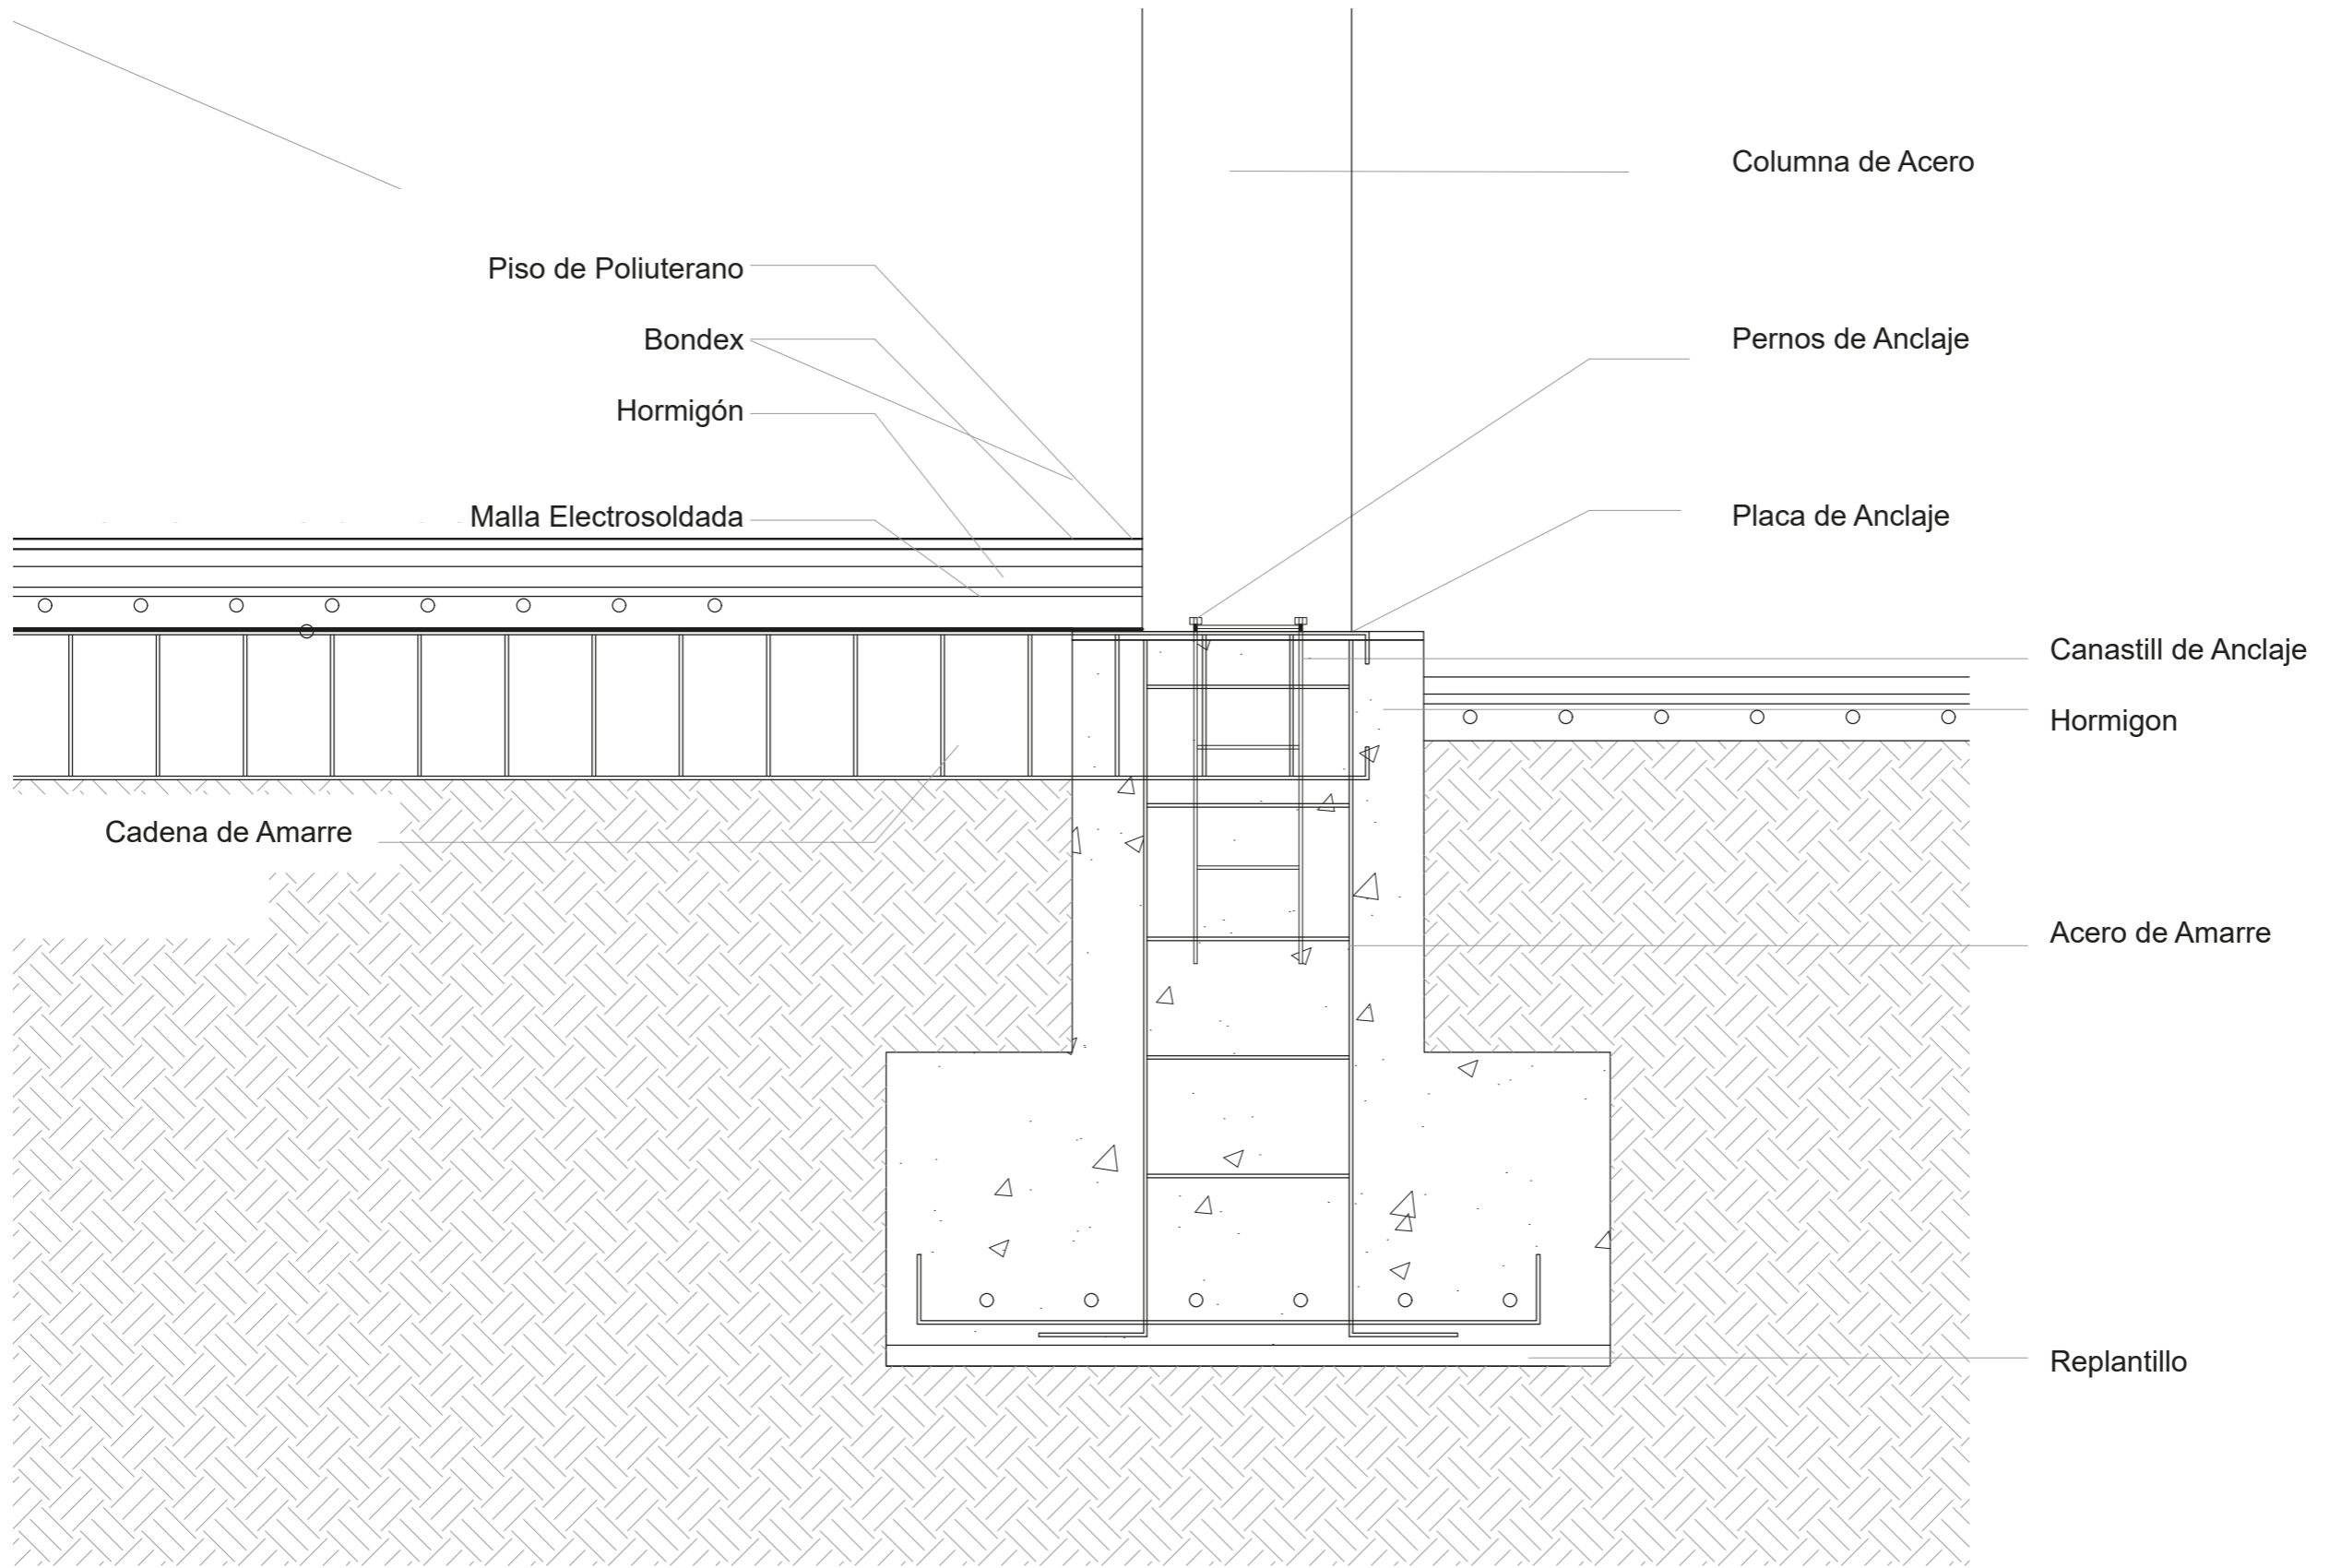 Columna de Acero
Piso de Poliuterano
Bondex
Pernos de Anclaje
Hormigón
Malla Electrosoldada
Placa de Anclaje
Canastill de Anclaje
Hormigon
Cadena de Amarre
Acero de Amarre
Replantillo